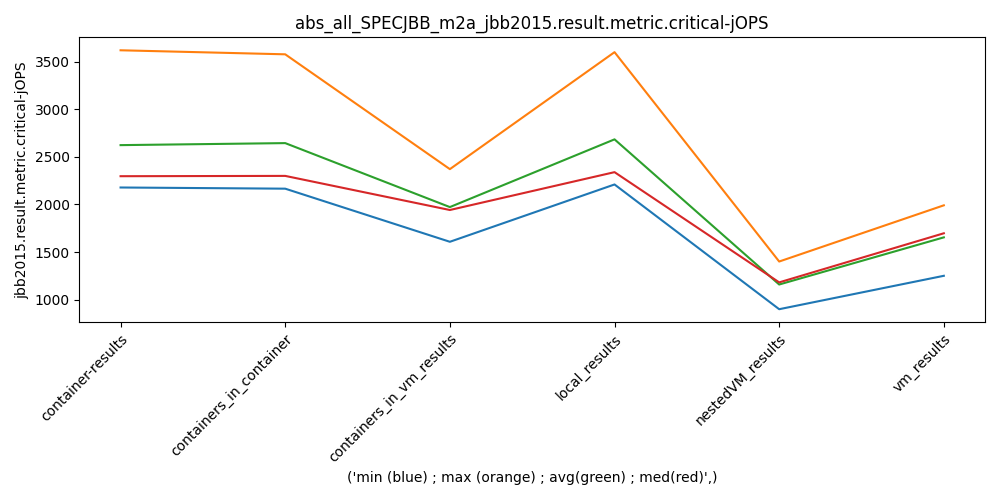 abs_all_SPECJBB_m2a_jbb2015.result.metric.critical-jOPS
jbb2015.result.metric.critical-jOPS
3500
3000
2500
2000
1500
1000
container-results
containers_in_container
containers_in_vm_results
local_results
nestedVM_results
vm_results
('min (blue) ; max (orange) ; avg(green) ; med(red)',)